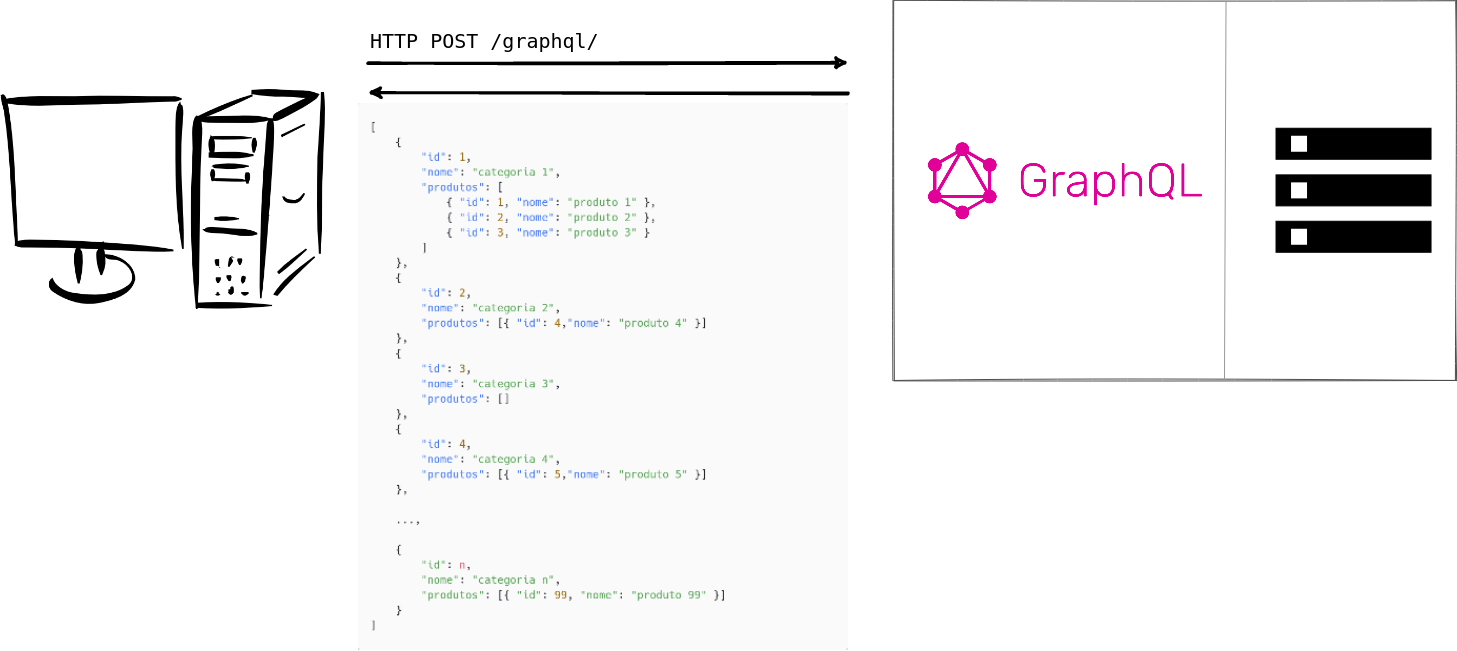 HTTP POST /graphql/
[
    {
        "id": 1,
        "nome": "categoria 1",
        "produtos": [
            { "id": 1, "nome": "produto 1" },
            { "id": 2, "nome": "produto 2" },
            { "id": 3, "nome": "produto 3" }
        ]
    },
    {
        "id": 2,
        "nome": "categoria 2",
        "produtos": [{ "id": 4,"nome": "produto 4" }]
    },
    {
        "id": 3,
        "nome": "categoria 3",
        "produtos": []
    },
    {
        "id": 4,
        "nome": "categoria 4",
        "produtos": [{ "id": 5,"nome": "produto 5" }]
    },
    ...,
    {
        "id": n,
        "nome": "categoria n",
        "produtos": [{ "id": 99, "nome": "produto 99" }]
    }
]
GraphQL